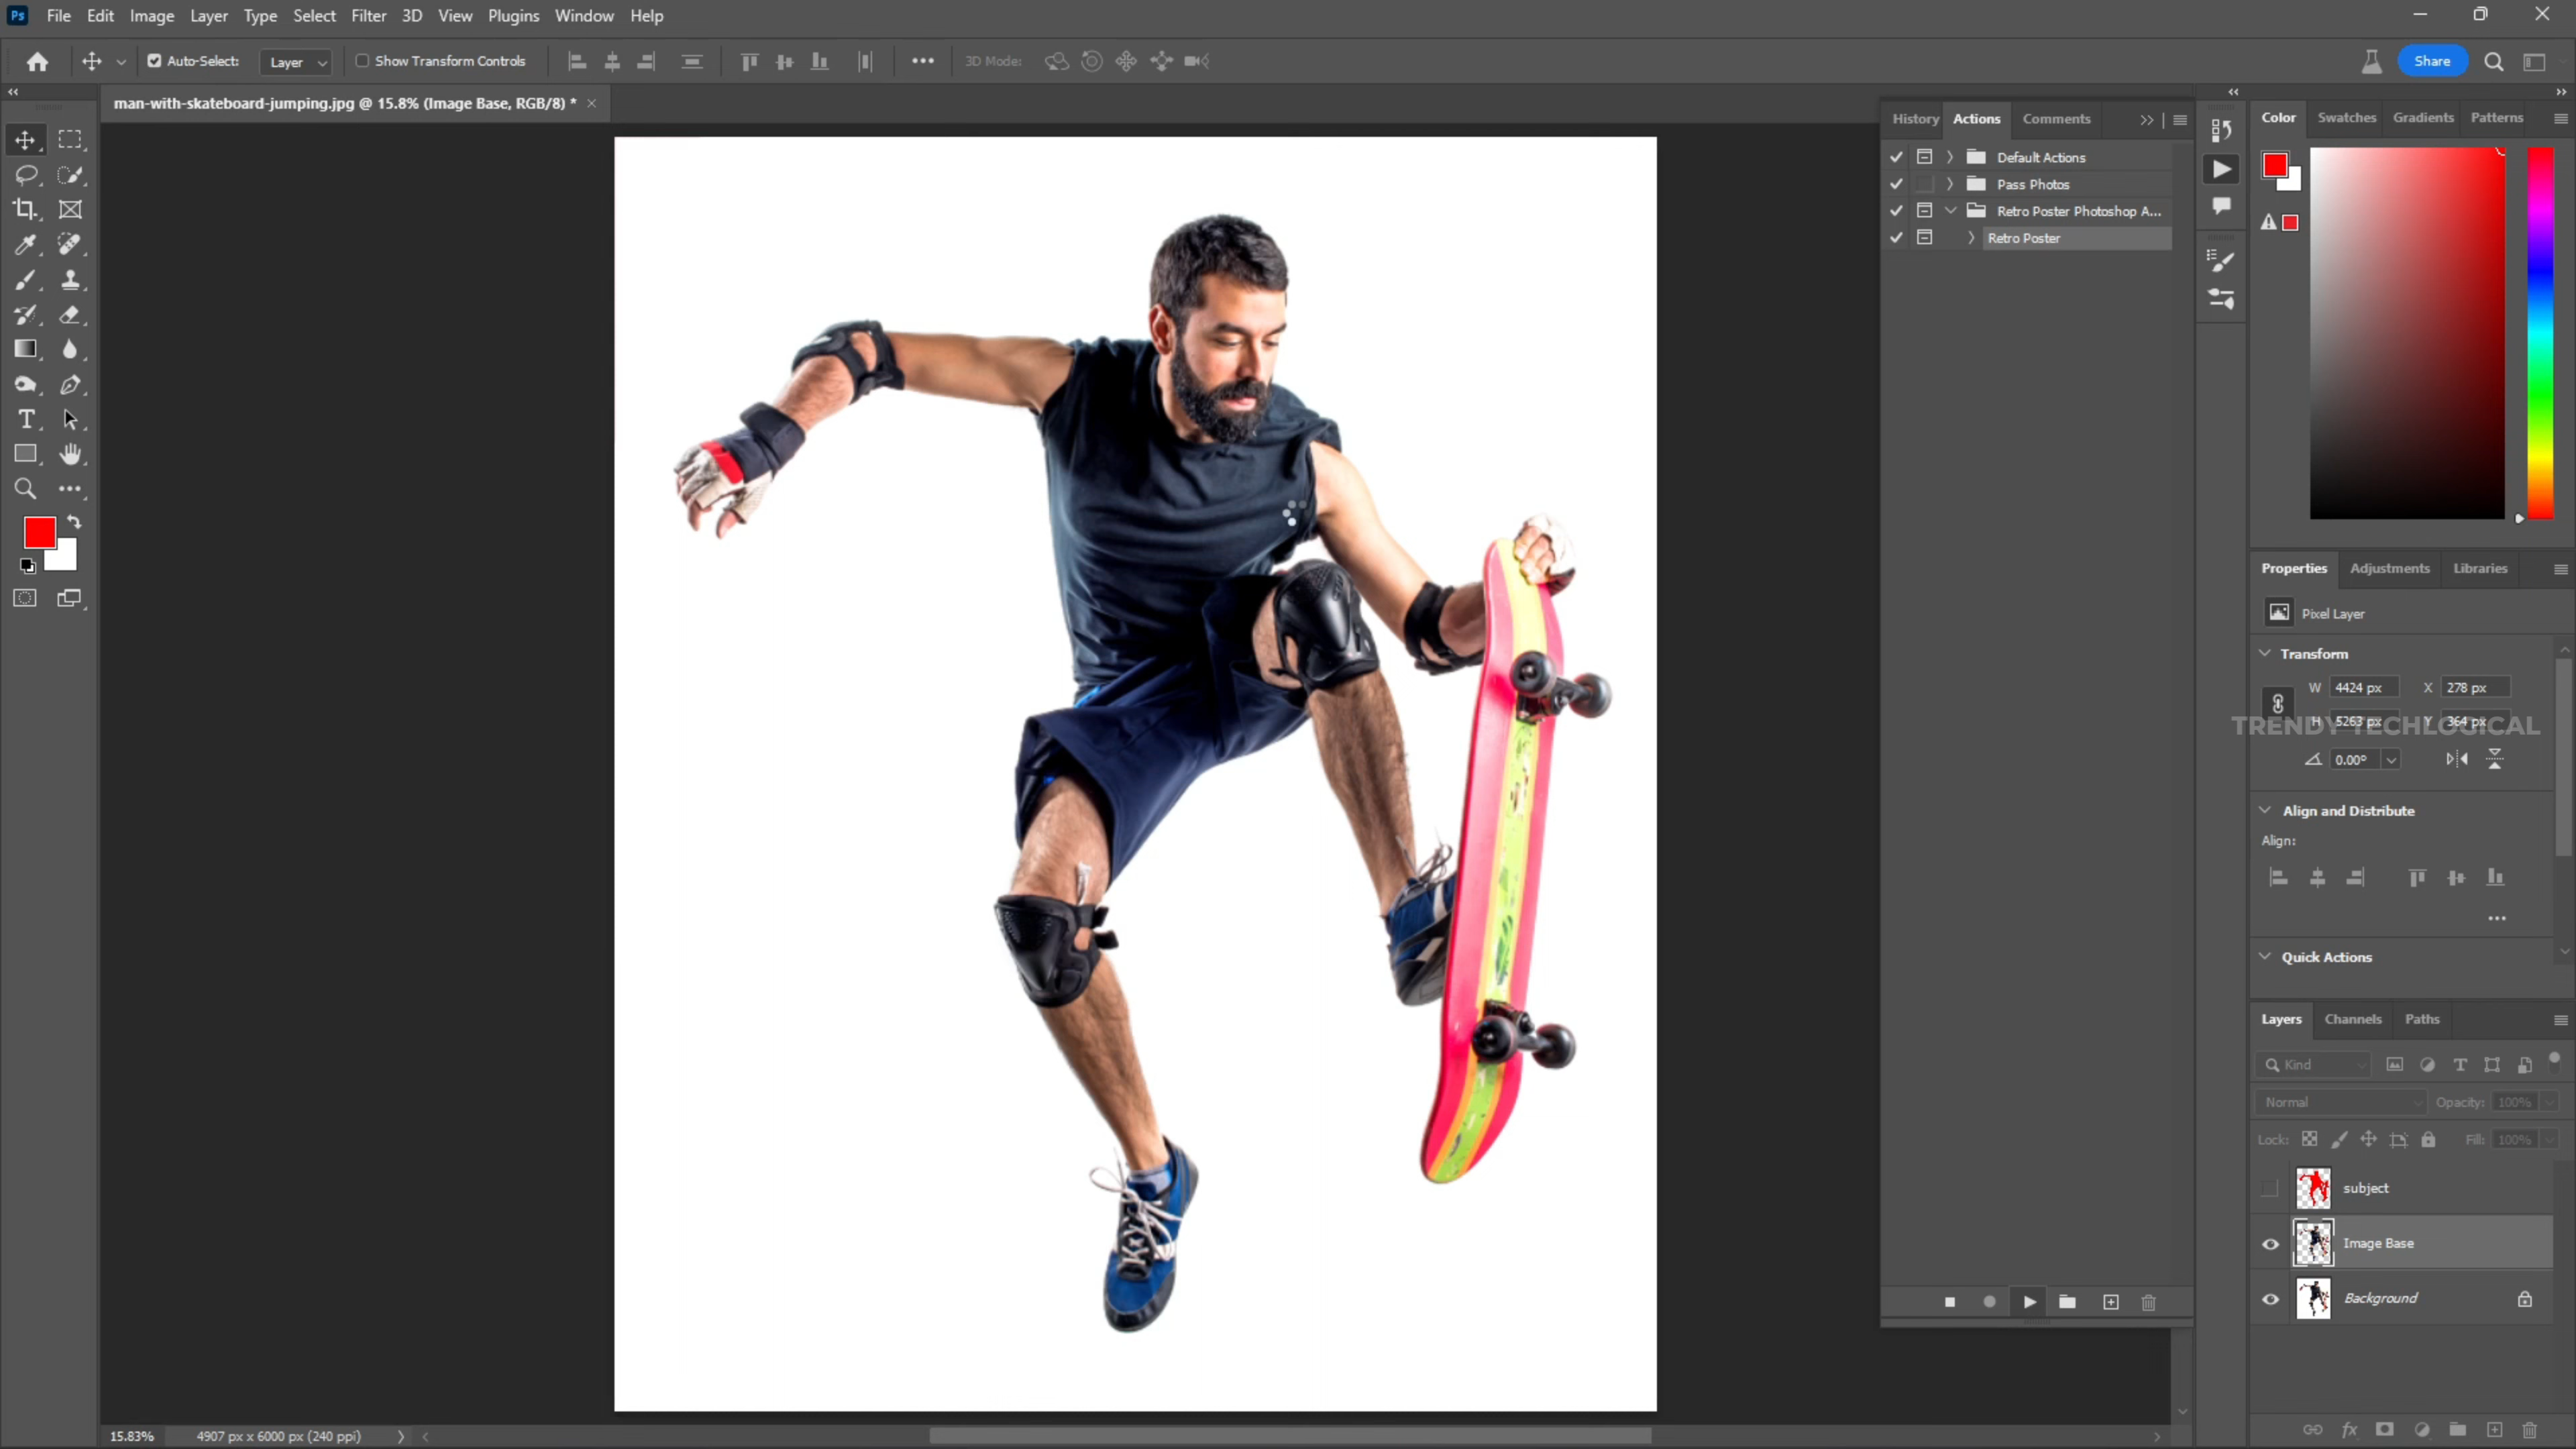 Ps File Edit Image Layer Type Select Filter 3D View Plugins Window Help
Auto-Select: Layer Show Transform Controls 3D Mode: Share
man-with-skateboard-jumping.jpg @ 15.8% (Image Base, RGB/8) *
History Actions Comments
Default Actions
Pass Photos
Retro Poster Photoshop A...
Retro Poster
Color Swatches Gradients Patterns
Properties Adjustments Libraries
Pixel Layer
Transform
W 4424 px X 278 px
H 5263 px Y 364 px
TRENDY TECHLOGICAL
0.00°
Align and Distribute
Align:
Quick Actions
Layers Channels Paths
Kind
Normal Opacity: 100%
Lock: Fill: 100%
subject
Image Base
Background
15.83% 4907 px x 6000 px (240 ppi)